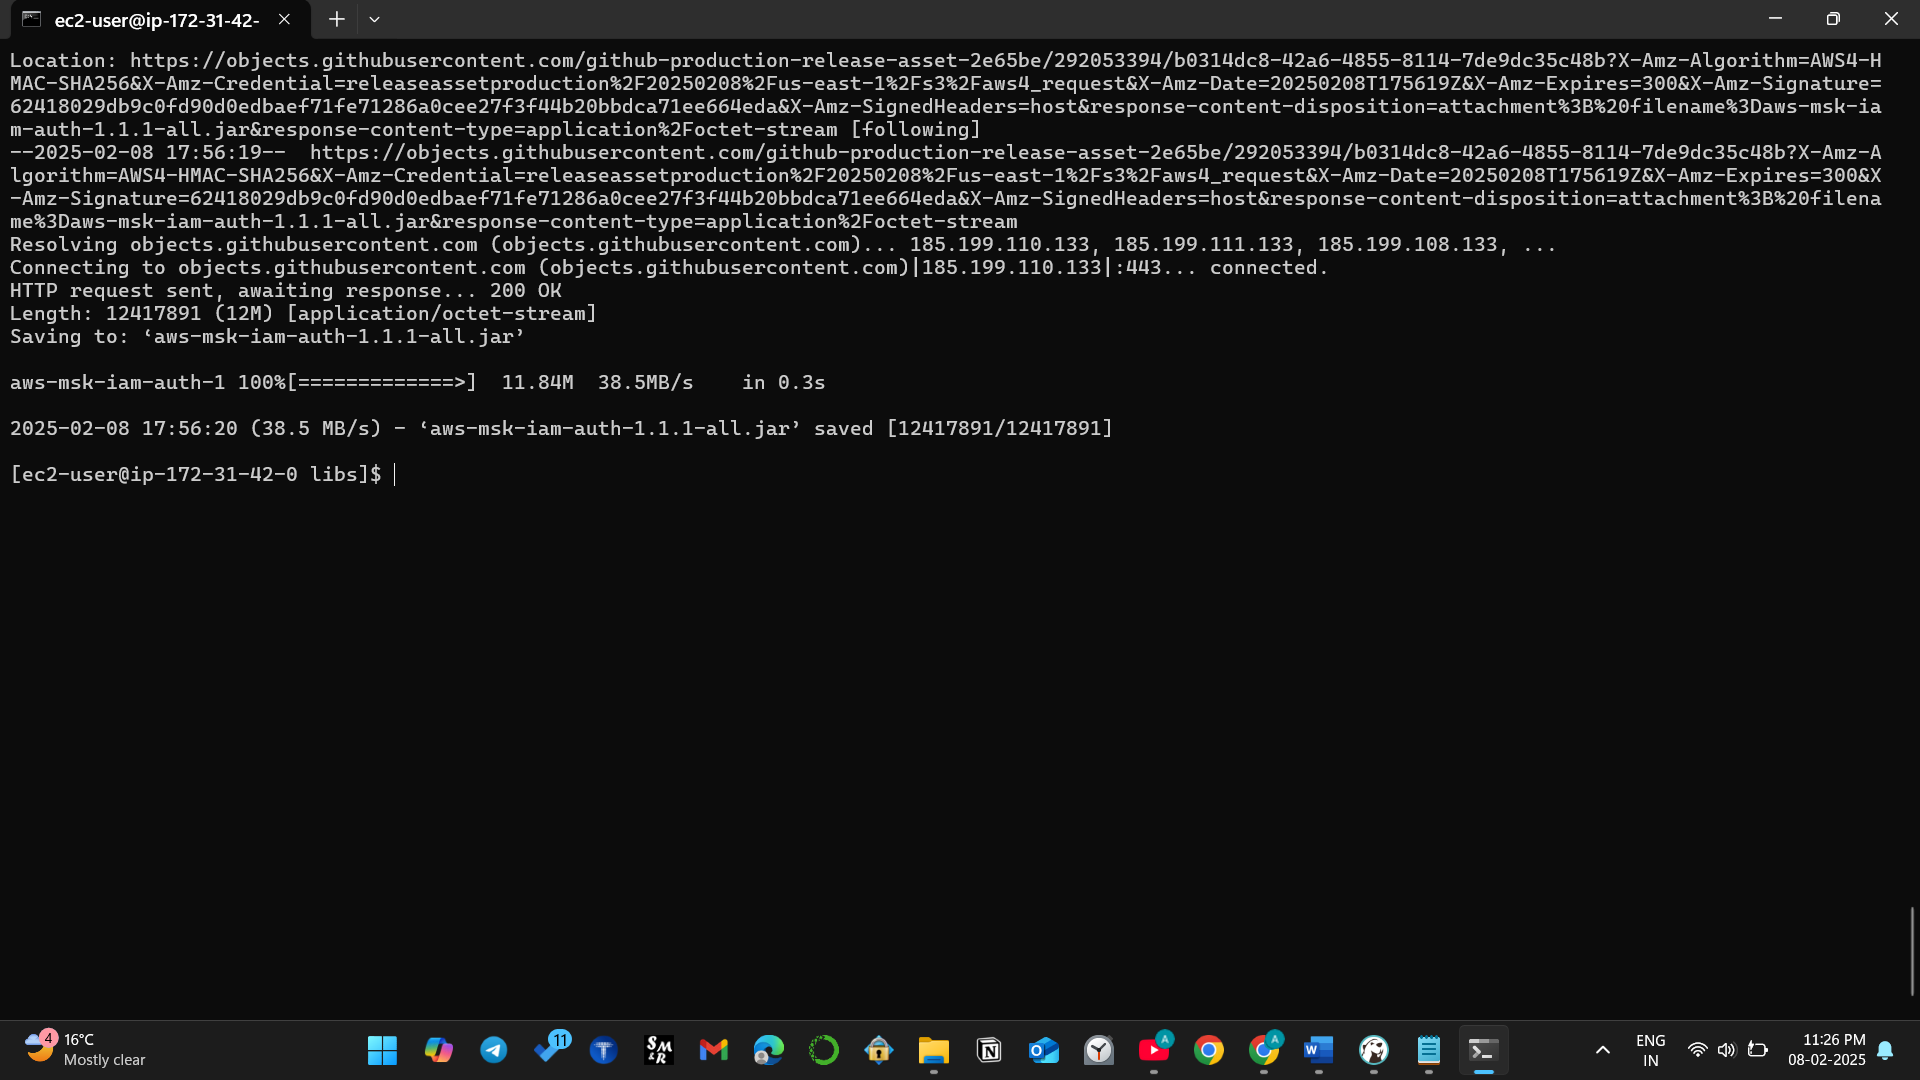 ec2-user@ip-172-31-42-
Location: https://objects.githubusercontent.com/github-production-release-asset-2e65be/292053394/b0314dc8-42a6-4855-8114-7de9dc35c48b?X-Amz-Algorithm=AWS4-H
MAC-SHA256&X-Amz-Credential=releaseassetproduction%2F20250208%2Fus-east-1%2Fs3%2Faws4_request&X-Amz-Date=20250208T175619Z&X-Amz-Expires=300&X-Amz-Signature=
62418029db9c0fd90d0edbaef71fe71286a0cee27f3f44b20bbdca71ee664eda&X-Amz-SignedHeaders=host&response-content-disposition=attachment%3B%20filename%3Daws-msk-ia
m-auth-1.1.1-all.jar&response-content-type=application%2Foctet-stream [following]
--2025-02-08 17:56:19--  https://objects.githubusercontent.com/github-production-release-asset-2e65be/292053394/b0314dc8-42a6-4855-8114-7de9dc35c48b?X-Amz-A
lgorithm=AWS4-HMAC-SHA256&X-Amz-Credential=releaseassetproduction%2F20250208%2Fus-east-1%2Fs3%2Faws4_request&X-Amz-Date=20250208T175619Z&X-Amz-Expires=300&X
-Amz-Signature=62418029db9c0fd90d0edbaef71fe71286a0cee27f3f44b20bbdca71ee664eda&X-Amz-SignedHeaders=host&response-content-disposition=attachment%3B%20filena
me%3Daws-msk-iam-auth-1.1.1-all.jar&response-content-type=application%2Foctet-stream
Resolving objects.githubusercontent.com (objects.githubusercontent.com)... 185.199.110.133, 185.199.111.133, 185.199.108.133, ...
Connecting to objects.githubusercontent.com (objects.githubusercontent.com)|185.199.110.133|:443... connected.
HTTP request sent, awaiting response... 200 OK
Length: 12417891 (12M) [application/octet-stream]
Saving to: ‘aws-msk-iam-auth-1.1.1-all.jar’
aws-msk-iam-auth-1 100%[=============>]  11.84M  38.5MB/s    in 0.3s
2025-02-08 17:56:20 (38.5 MB/s) - ‘aws-msk-iam-auth-1.1.1-all.jar’ saved [12417891/12417891]
[ec2-user@ip-172-31-42-0 libs]$
4
16°C
Mostly clear
11
SM
&R
A
A
ENG
IN
11:26 PM
08-02-2025